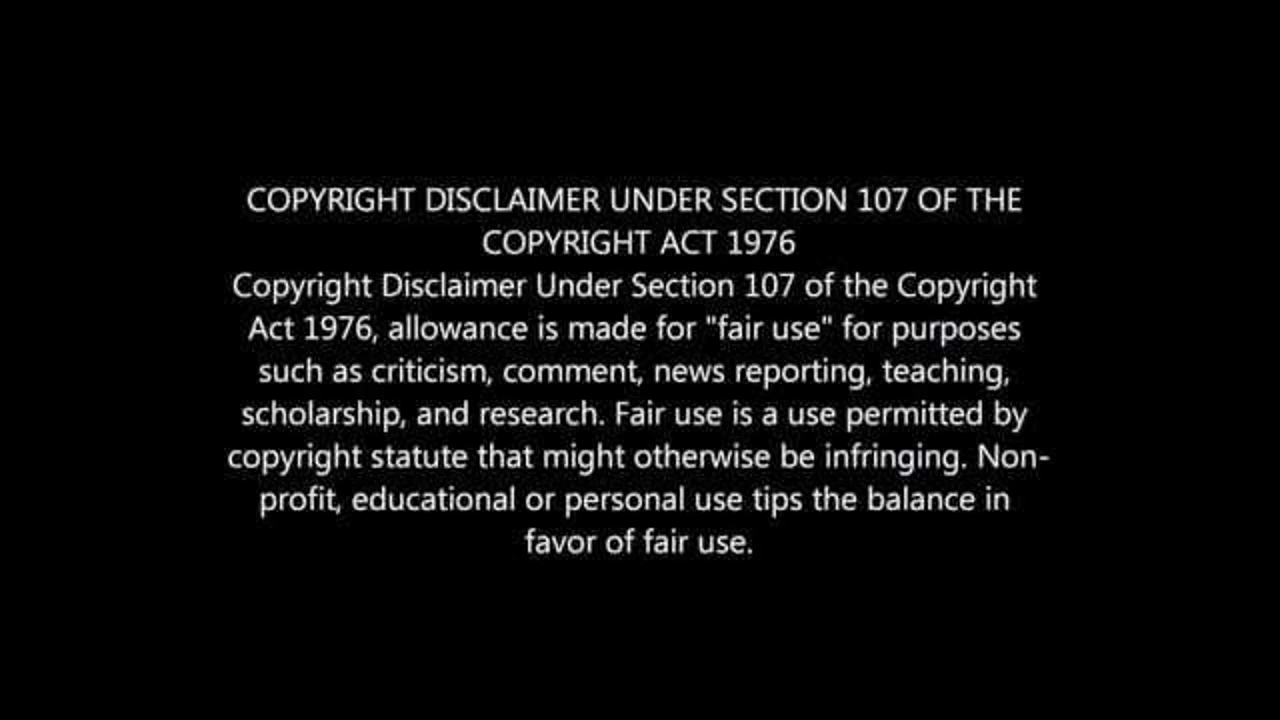 COPYRIGHT DISCLAIMER UNDER SECTION 107 OF THE
COPYRIGHT ACT 1976
Copyright Disclaimer Under Section 107 of the Copyright
Act 1976, allowance is made for "fair use" for purposes
such as criticism, comment, news reporting, teaching,
scholarship, and research. Fair use is a use permitted by
copyright statute that might otherwise be infringing. Non-
profit, educational or personal use tips the balance in
favor of fair use.